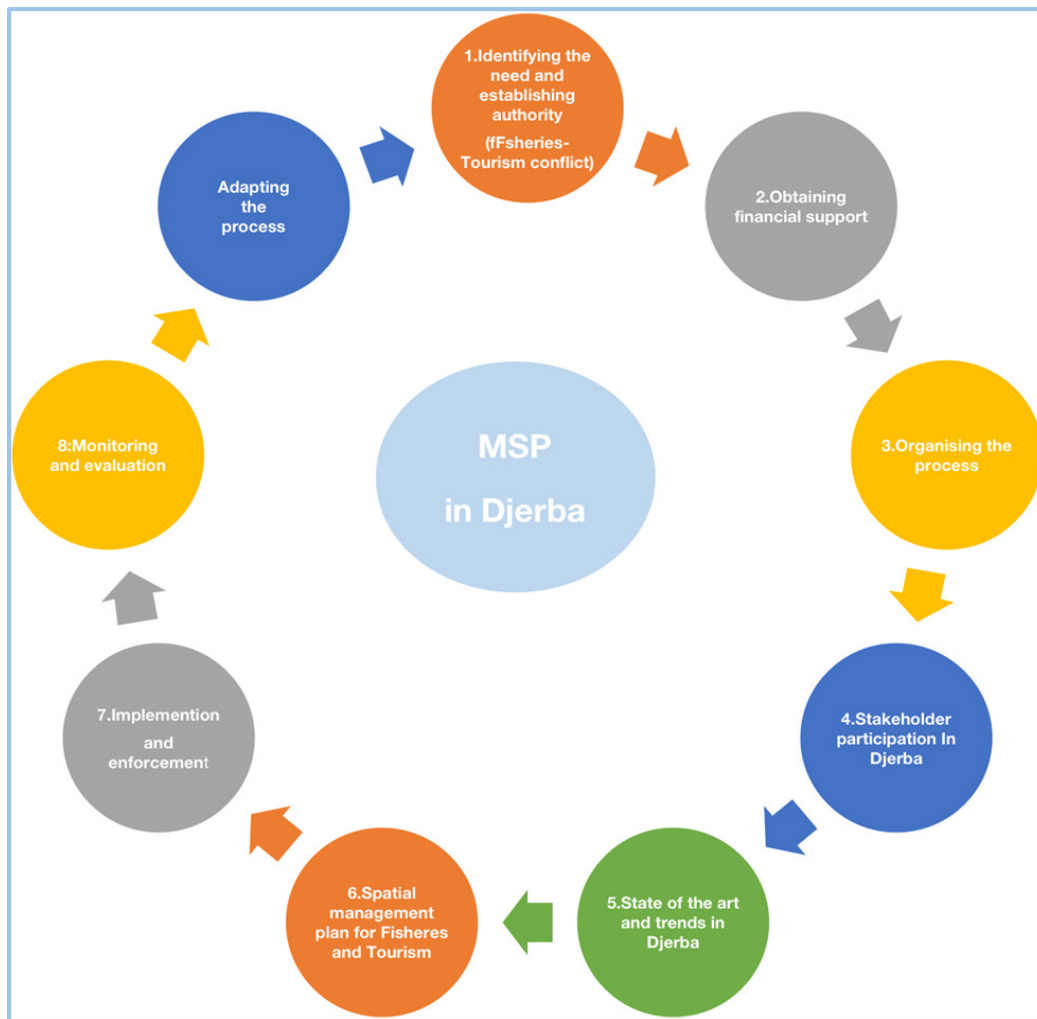 1.Identifying the
need and
establishing
authority
(fFsheries-
Tourism conflict)
2.Obtaining
financial support
3.Organising the
process
4.Stakeholder
participation In
Djerba
5.State of the art
and trends in
Djerba
6.Spatial
management
plan for Fisheres
and Tourism
7.Implemention
and
enforcement
8:Monitoring
and evaluation
Adapting
the
process
MSP
in Djerba